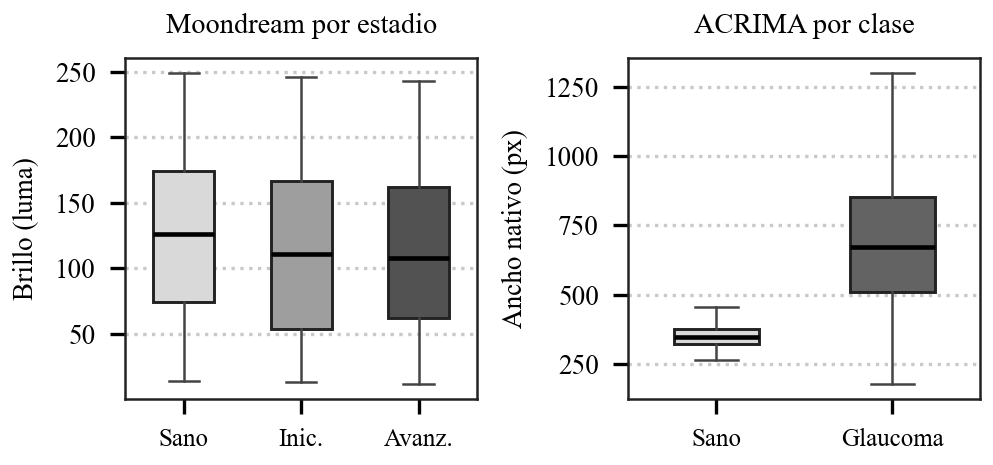 Moondream por estadio
Brillo (luma)
250
200
150
100
50
Sano
Inic.
Avanz.
ACRIMA por clase
Ancho nativo (px)
1250
1000
750
500
250
Sano
Glaucoma